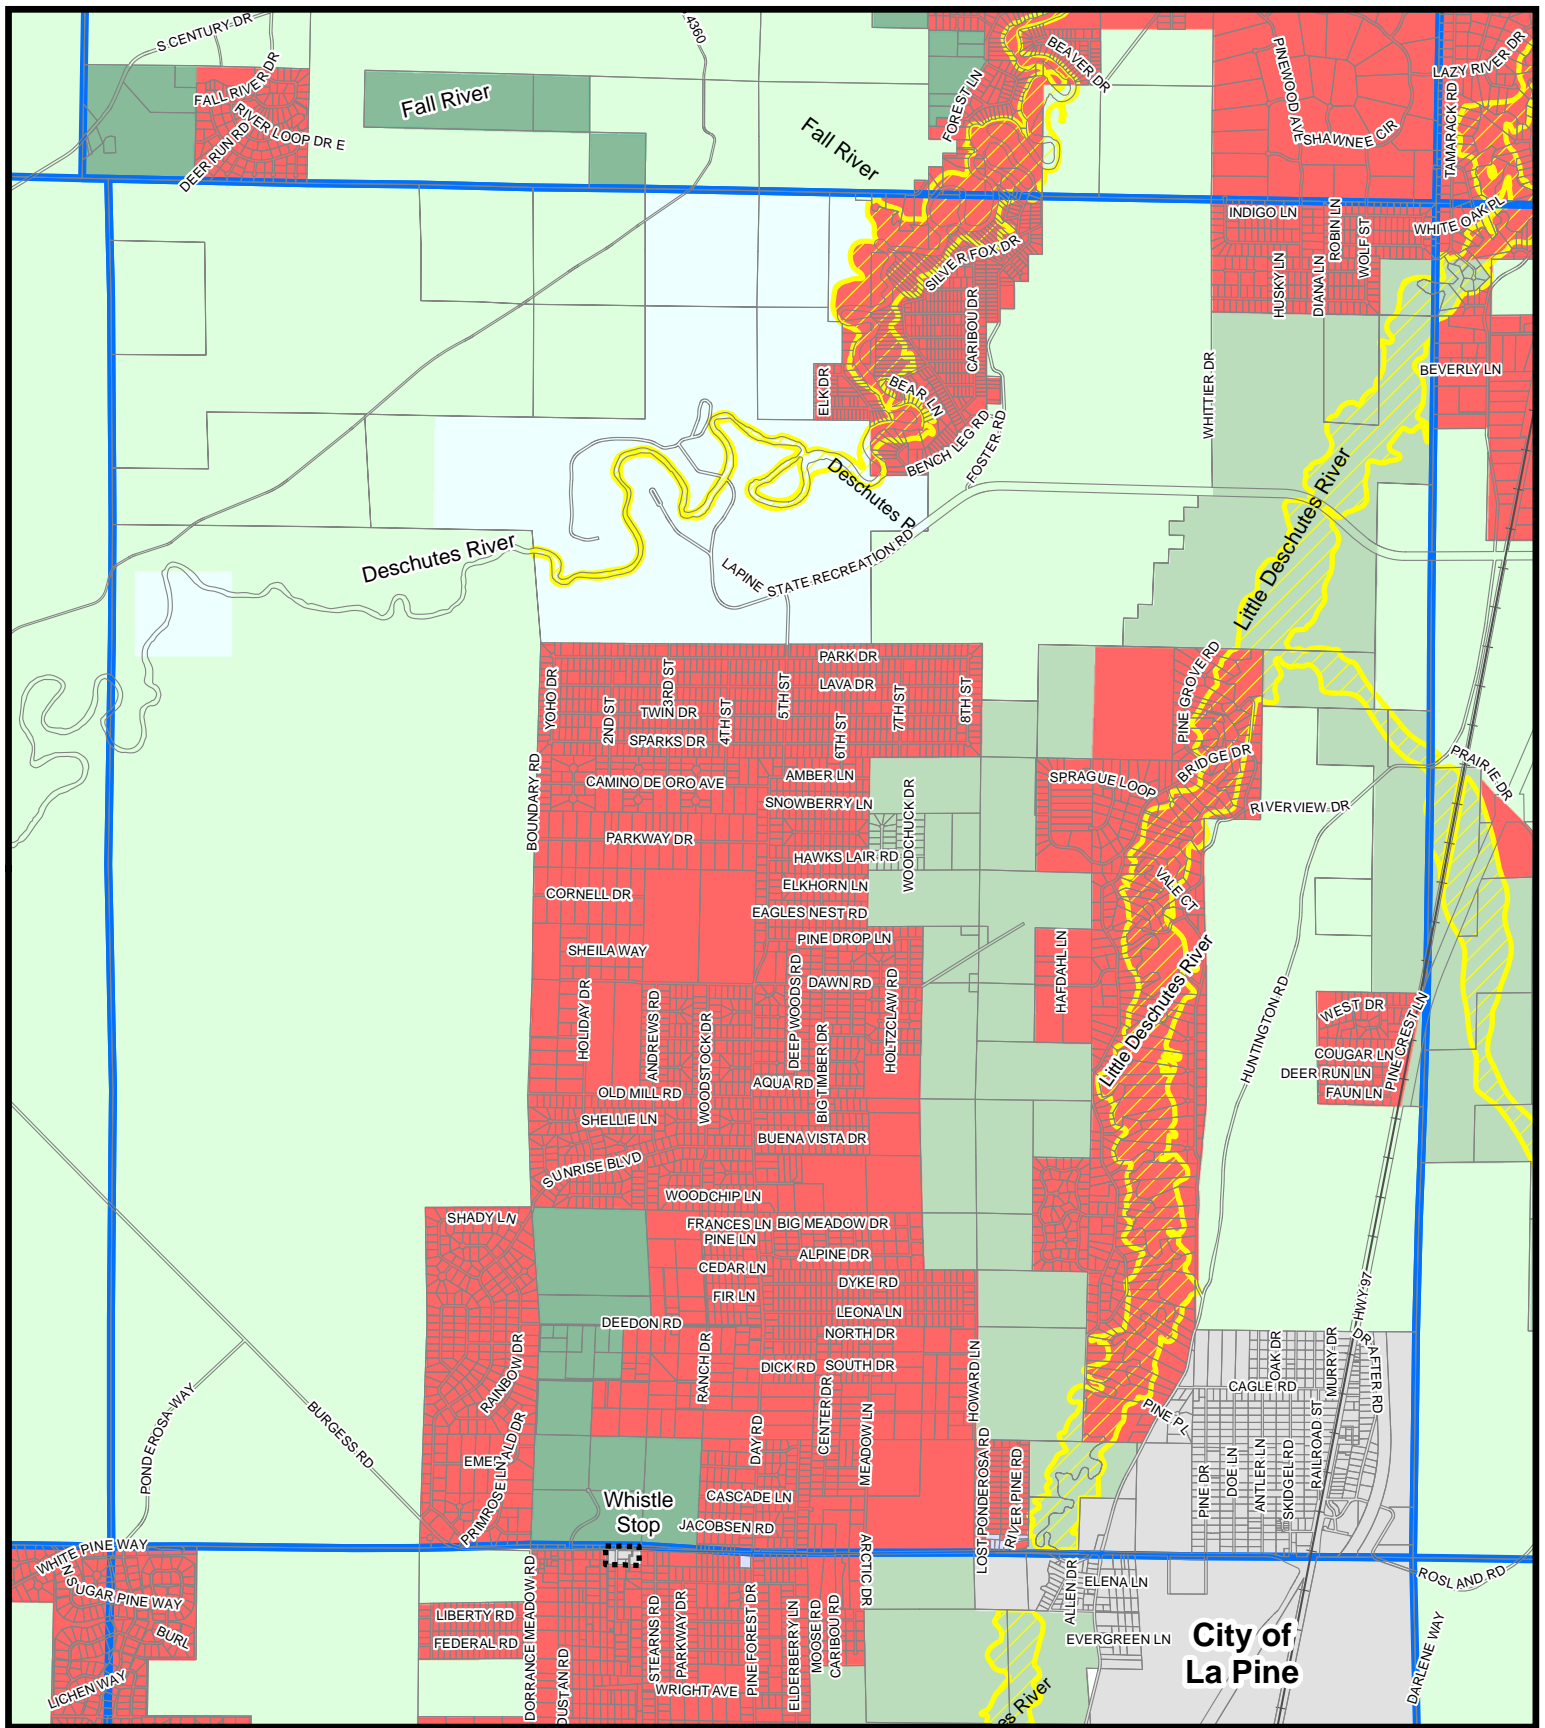 S CENTURY DR
4360
BEAVER DR
LAZY RIVER DR
PINEWOOD AVE
FALL RIVER DR
FOREST LN
TAMARACK RD
Fall River
RIVER LOOP DR E
Fall River
SHAWNEE CIR
DEER RUN RD
INDIGO LN
ROBIN LN
WOLF ST
WHITE OAK PL
SILVER FOX DR
HUSKY LN
DIANA LN
CARIBOU DR
WHITTIER DR
BEVERLY LN
ELK DR
BEAR LN
BENCH LEG RD
FOSTER RD
Deschutes R
Little Deschutes River
Deschutes River
LAPINE STATE RECREATION RD
PARK DR
YOHO DR
3RD ST
LAVA DR
5TH ST
7TH ST
8TH ST
PINE GROVE RD
2ND ST
TWIN DR
4TH ST
6TH ST
SPARKS DR
BRIDGE DR
PRAIRIE DR
CAMINO DE ORO AVE
AMBER LN
SPRAGUE LOOP
BOUNDARY RD
SNOWBERRY LN
WOODCHUCK DR
RIVERVIEW DR
PARKWAY DR
HAWKS LAIR RD
CORNELL DR
ELKHORN LN
VALE CT
EAGLES NEST RD
SHEILA WAY
PINE DROP LN
HAFDAHL LN
Little Deschutes River
DEEP WOODS RD
DAWN RD
HOLTZCLAW RD
HOLIDAY DR
ANDREWS RD
WOODSTOCK DR
BIG TIMBER DR
HUNTINGTON RD
WEST DR
PINECREST LN
COUGAR LN
DEER RUN LN
FAUN LN
OLD MILL RD
AQUA RD
SHELLIE LN
BUENA VISTA DR
SUNRISE BLVD
WOODCHIP LN
SHADY LN
FRANCES LN
BIG MEADOW DR
PINE LN
ALPINE DR
CEDAR LN
DYKE RD
FIR LN
LEONA LN
HWY 97
DEEDON RD
NORTH DR
DR
RAINBOW DR
RANCH DR
DICK RD
SOUTH DR
HOWARD LN
OAK DR
MURRY DR
AFTER RD
CAGLE RD
PONDEROSA WAY
BURGESS RD
CENTER DR
MEADOW LN
PINE PL
DAY RD
RAILROAD ST
EMERALD DR
PRIMROSE LN
LOST PONDEROSA RD
RIVER PINE RD
PINE DR
DOE LN
ANTLER LN
SKIDGEL RD
Whistle
Stop
CASCADE LN
JACOBSEN RD
WHITE PINE WAY
N SUGAR PINE WAY
ARCTIC DR
ALLEN DR
ELENA LN
ROSLAND RD
DORRANCE MEADOW RD
LIBERTY RD
FEDERAL RD
BURL
STEARNS RD
PARKWAY DR
PINE FOREST DR
ELDERBERRY LN
MOOSE RD
CARIBOU RD
EVERGREEN LN
City of
La Pine
DARLENE WAY
LICHEN WAY
DUSTAN RD
WRIGHT AVE
es River